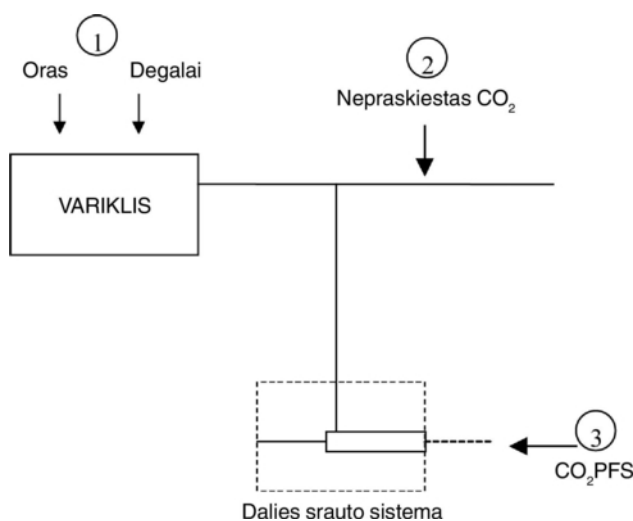 1
Oras Degalai
2
Nepraskiestas CO₂
VARIKLIS
3
CO₂PFS
Dalies srauto sistema